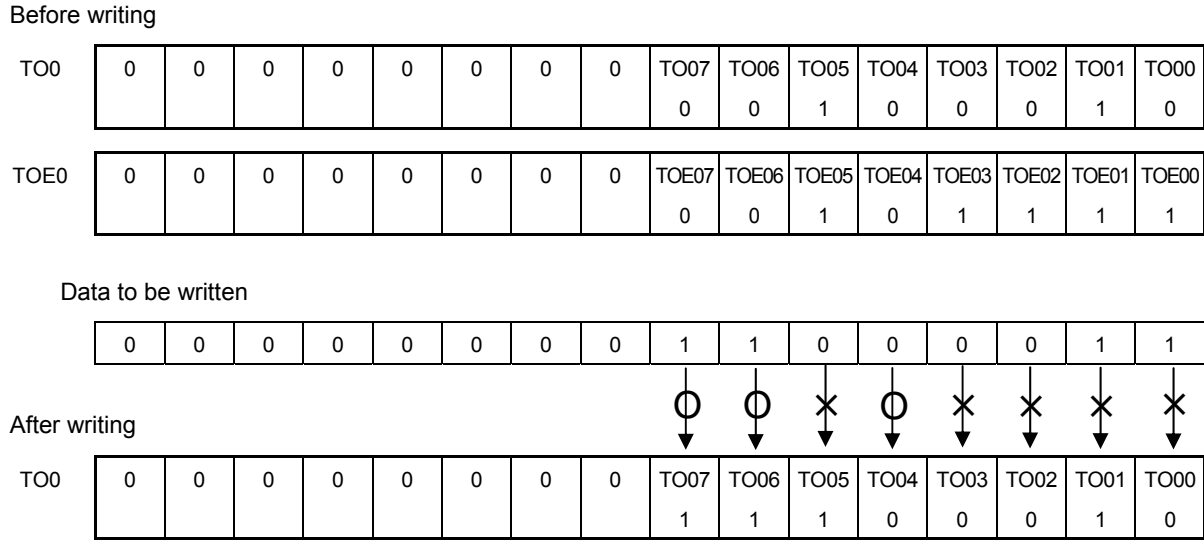 Before writing
TO0 0 0 0 0 0 0 0 0 TO07 TO06 TO05 TO04 TO03 TO02 TO01 TO00
0 0 1 0 0 0 1 0
TOE0 0 0 0 0 0 0 0 0 TOE07 TOE06 TOE05 TOE04 TOE03 TOE02 TOE01 TOE00
0 0 1 0 1 1 1 1
Data to be written
0 0 0 0 0 0 0 0 1 1 0 0 0 0 1 1
O O × O × × × ×
After writing
TO0 0 0 0 0 0 0 0 0 TO07 TO06 TO05 TO04 TO03 TO02 TO01 TO00
1 1 1 0 0 0 1 0